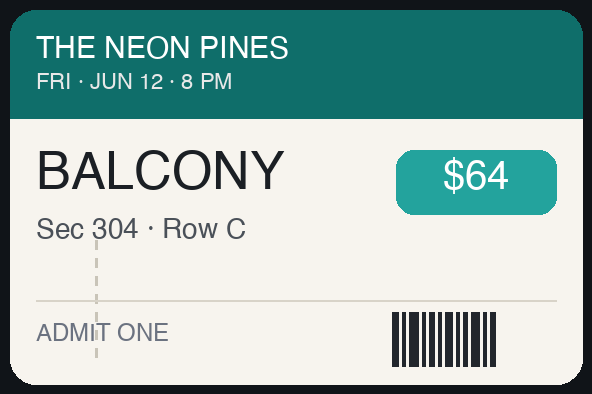 THE NEON PINES
FRI · JUN 12 · 8 PM
BALCONY
$64
Sec 304 · Row C
ADMIT ONE